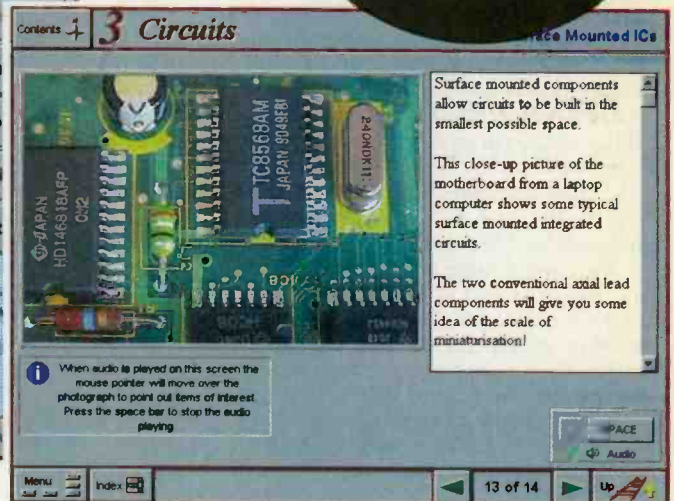 Contents
3 Circuits
ace Mounted ICs
JAPAN
HD146818AFP
TC8568AM
JAPAN 9049EBI
Surface mounted components
allow circuits to be built in the
smallest possible space.
This close-up picture of the
motherboard from a laptop
computer shows some typical
surface mounted integrated
circuits.
The two conventional axial lead
components will give you some
idea of the scale of
miniaturisation!
When audio is played on this screen the
mouse pointer will move over the
photograph to point out items of interest
Press the space bar to stop the audio
playing
PACE
Audio
Menu
Index
13 of 14
Up